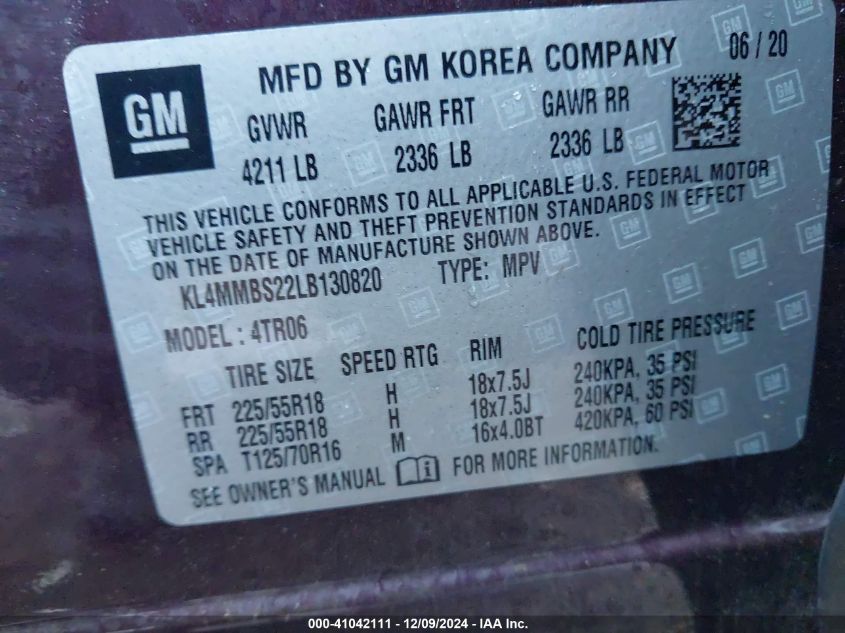 MFD BY GM KOREA COMPANY 06 / 20
GM
GVWR GAWR FRT GAWR RR
4211 LB 2336 LB 2336 LB
THIS VEHICLE CONFORMS TO ALL APPLICABLE U.S. FEDERAL MOTOR
VEHICLE SAFETY AND THEFT PREVENTION STANDARDS IN EFFECT
ON THE DATE OF MANUFACTURE SHOWN ABOVE.
KL4MMBS22LB130820 TYPE: MPV
MODEL : 4TR06
TIRE SIZE SPEED RTG RIM COLD TIRE PRESSURE
FRT 225/55R18 H 18x7.5J 240KPA, 35 PSI
RR 225/55R18 H 18x7.5J 240KPA, 35 PSI
SPA T125/70R16 M 16x4.0BT 420KPA, 60 PSI
SEE OWNER'S MANUAL FOR MORE INFORMATION.
000-41042111 - 12/09/2024 - IAA Inc.